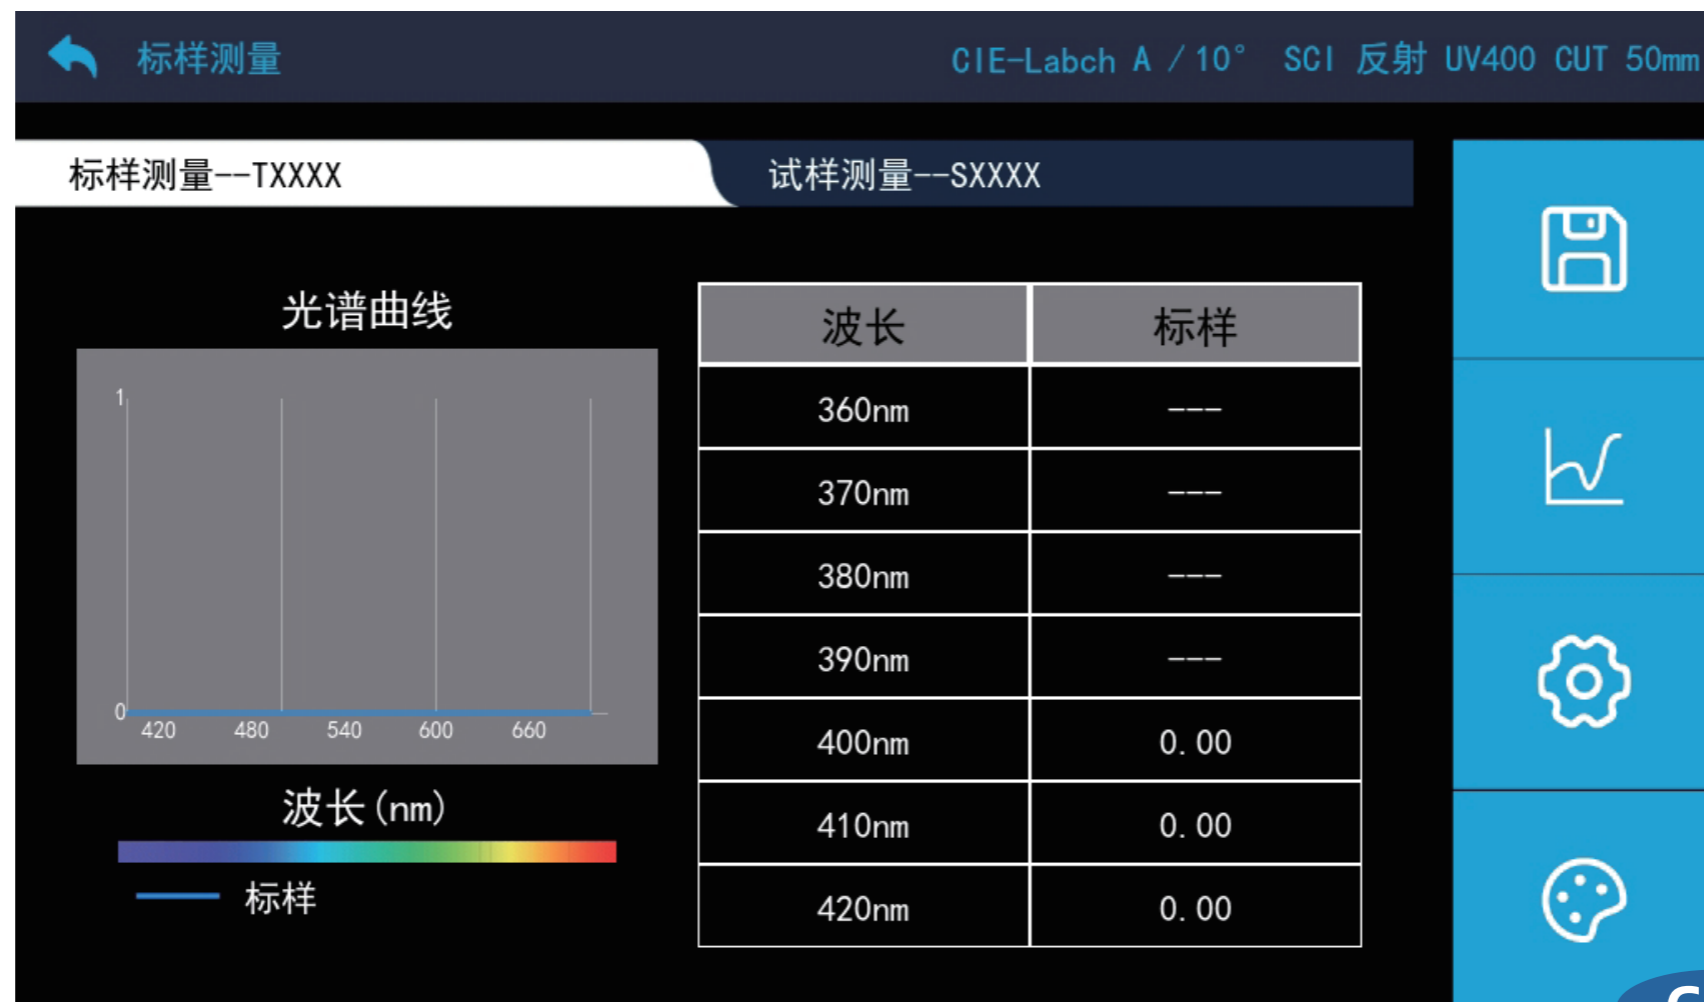 标样测量
CIE-Labch A / 10° SCI 反射 UV400 CUT 50mm
标样测量--TXXXX
试样测量--SXXXX
光谱曲线
1
0
420 480 540 600 660
波长(nm)
标样
波长 标样
360nm ---
370nm ---
380nm ---
390nm ---
400nm 0.00
410nm 0.00
420nm 0.00